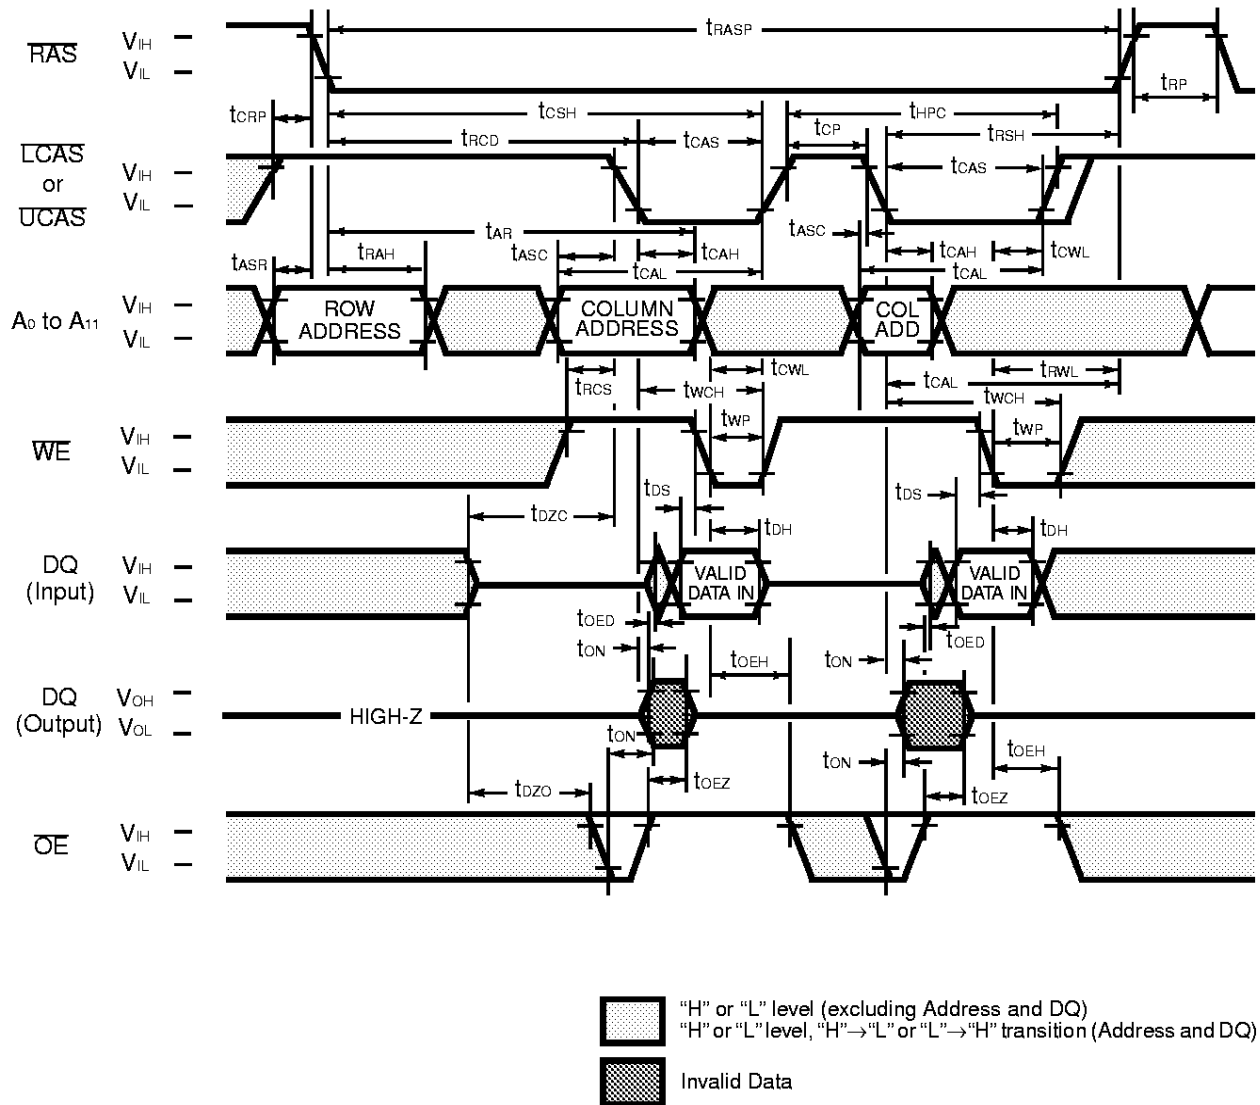 tRASP
RAS
VIH
VIL
tRP
tCRP
tCSH
tHPC
tRCD
tCAS
tCP
tRSH
LCAS
or
UCAS
VIH
VIL
tCAS
tAR
tASC
tASR
tRAH
tASC
tCAH
tCAL
tCAH
tCWL
tCAL
A0 to A11
VIH
VIL
ROW
ADDRESS
COLUMN
ADDRESS
COL
ADD
tRCS
tCWL
tWCH
tRWL
tCAL
tWCH
WE
VIH
VIL
tWP
tWP
tDS
tDS
tDZC
tDH
tDH
DQ
(Input)
VIH
VIL
VALID
DATA IN
VALID
DATA IN
tOED
tOED
tON
tOEH
tON
DQ
(Output)
VOH
VOL
HIGH-Z
tON
tOEZ
tON
tOEH
tOEZ
tDZO
OE
VIH
VIL
“H” or “L” level (excluding Address and DQ)
“H” or “L” level, “H”→“L” or “L”→“H” transition (Address and DQ)
Invalid Data